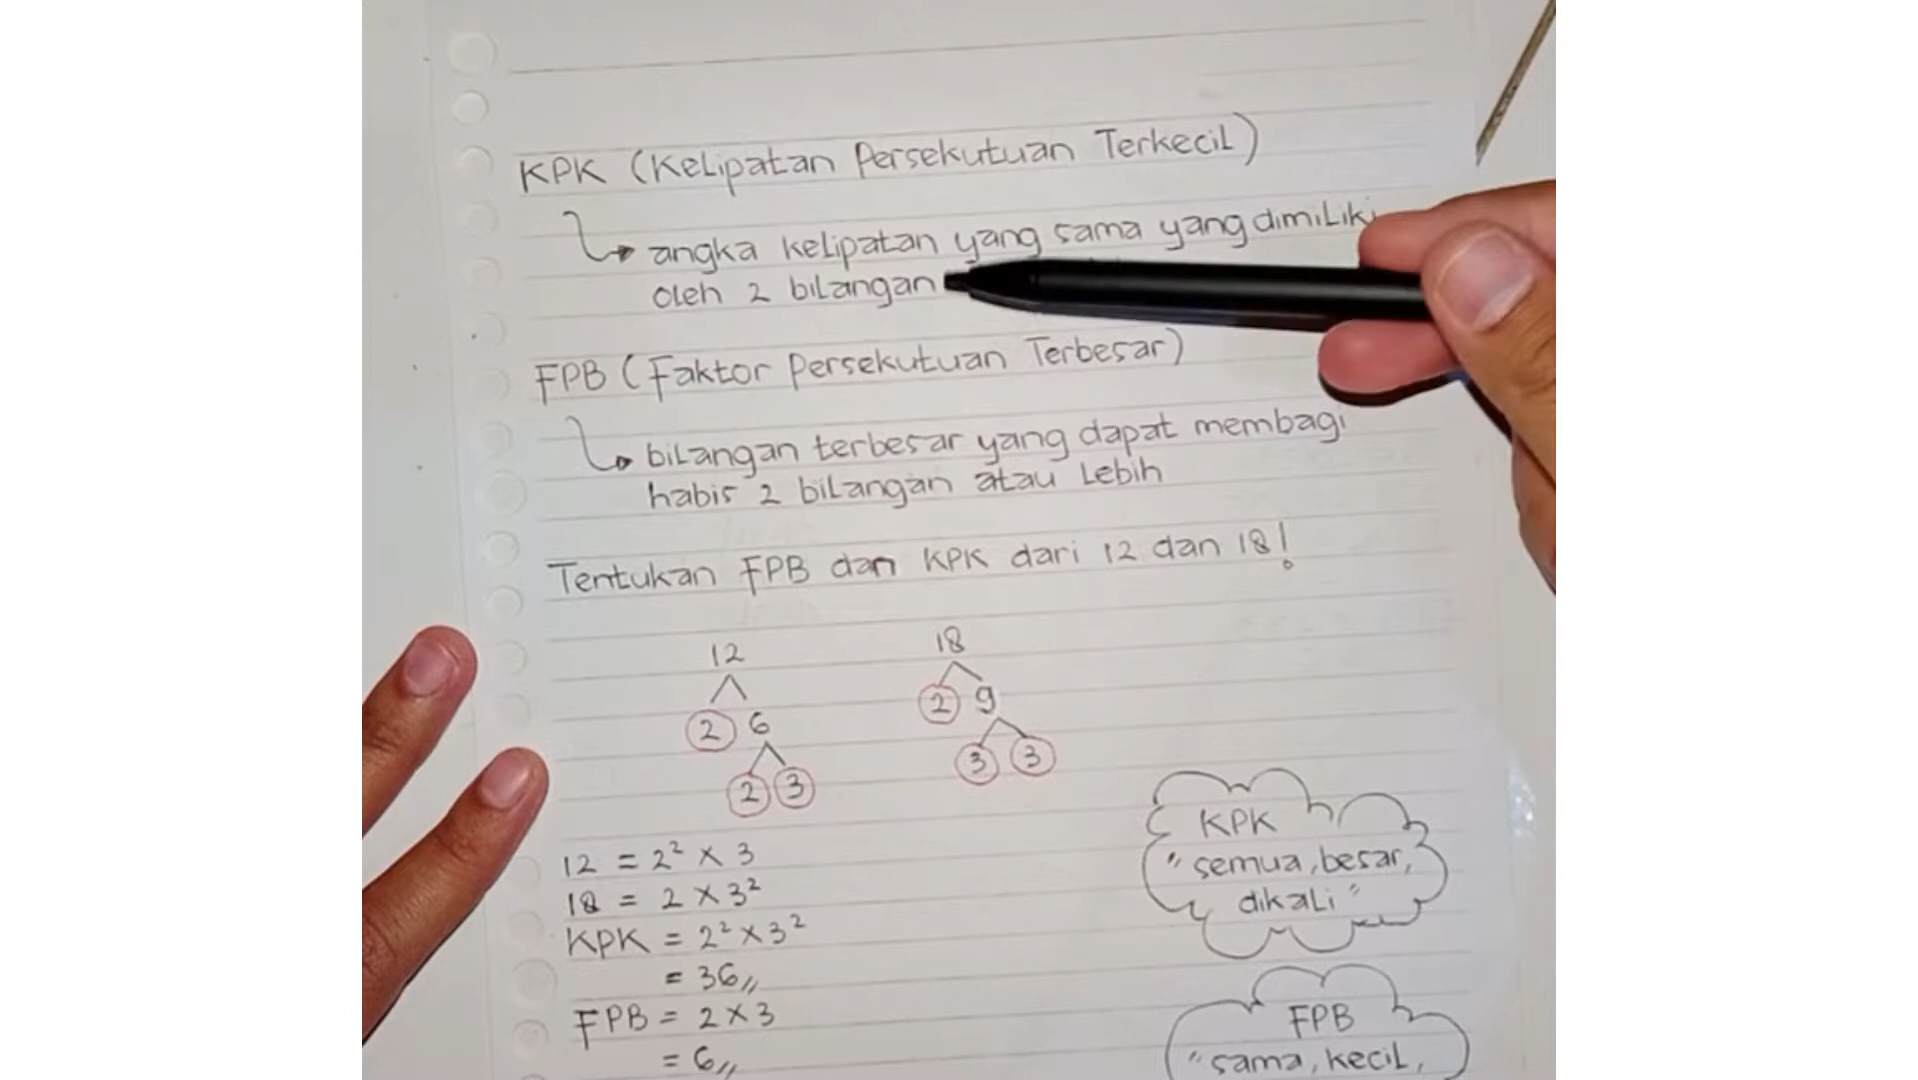 KPK (Kelipatan Persekutuan Terkecil)
angka kelipatan yang sama yang dimiliki
oleh 2 bilangan
FPB (Faktor Persekutuan Terbesar)
bilangan terbesar yang dapat membagi
habis 2 bilangan atau lebih
Tentukan FPB dan KPK dari 12 dan 18!
12 18
2 6 2 9
2 3 3 3
12 = 2² × 3
18 = 2 × 3²
KPK = 2² × 3²
= 36,,
FPB = 2 × 3
= 6,,
KPK
"semua, besar,
dikali"
FPB
"sama, kecil,